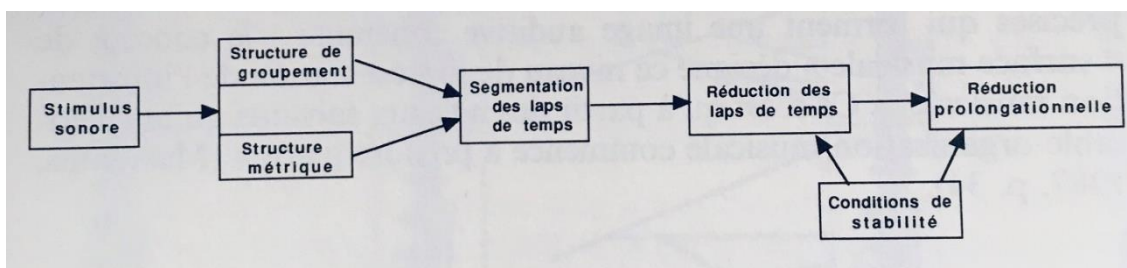 Stimulus
sonore
Structure de
groupement
Structure
métrique
Segmentation
des laps
de temps
Réduction des
laps de temps
Réduction
prolongationnelle
Conditions de
stabilité